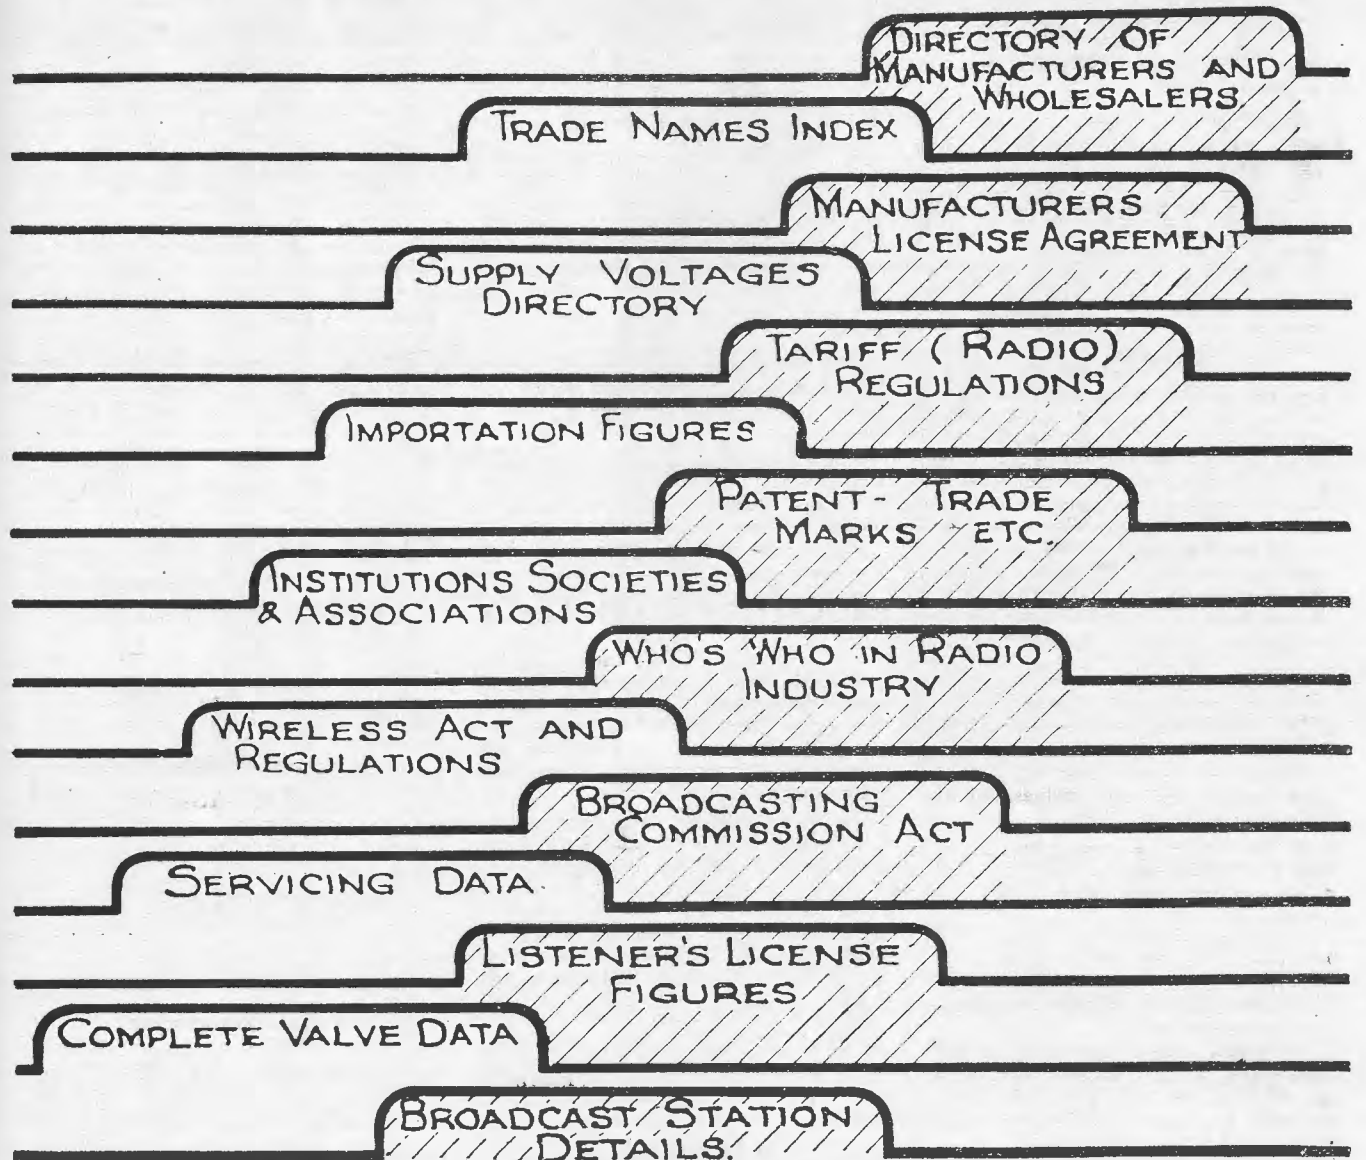 DIRECTORY OF
MANUFACTURERS AND
WHOLESALERS
TRADE NAMES INDEX
MANUFACTURERS
LICENSE AGREEMENT
SUPPLY VOLTAGES
DIRECTORY
TARIFF (RADIO)
REGULATIONS
IMPORTATION FIGURES
PATENT- TRADE
MARKS ETC.
INSTITUTIONS SOCIETIES
& ASSOCIATIONS
WHO'S WHO IN RADIO
INDUSTRY
WIRELESS ACT AND
REGULATIONS
BROADCASTING
COMMISSION ACT
SERVICING DATA.
LISTENER'S LICENSE
FIGURES
COMPLETE VALVE DATA
BROADCAST STATION
DETAILS.